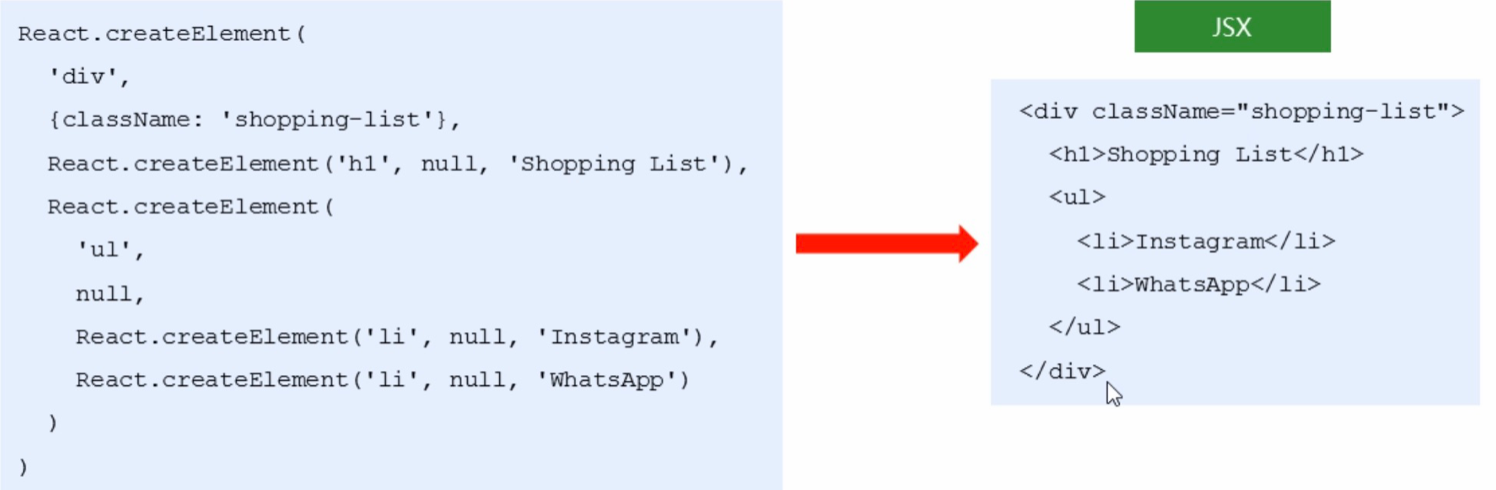 React.createElement(
  'div',
  {className: 'shopping-list'},
  React.createElement('h1', null, 'Shopping List'),
  React.createElement(
    'ul',
    null,
    React.createElement('li', null, 'Instagram'),
    React.createElement('li', null, 'WhatsApp')
  )
)
JSX
<div className="shopping-list">
  <h1>Shopping List</h1>
  <ul>
    <li>Instagram</li>
    <li>WhatsApp</li>
  </ul>
</div>